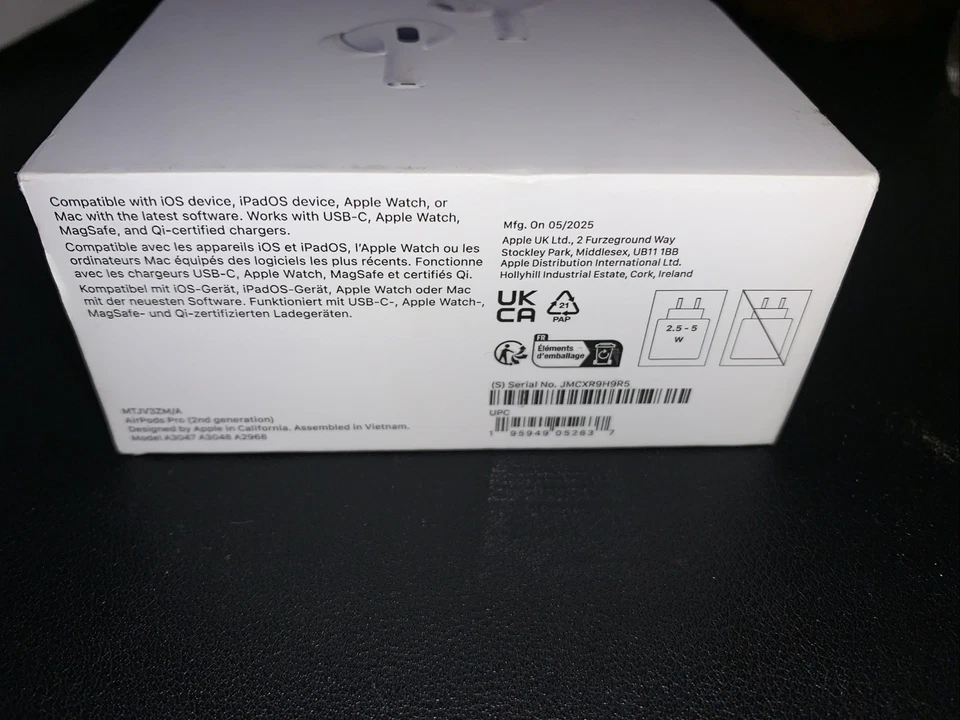 Compatible with iOS device, iPadOS device, Apple Watch, or
Mac with the latest software. Works with USB-C, Apple Watch,
MagSafe, and Qi-certified chargers.
Compatible avec les appareils iOS et iPadOS, l'Apple Watch ou les
ordinateurs Mac équipés des logiciels les plus récents. Fonctionne
avec les chargeurs USB-C, Apple Watch, MagSafe et certifiés Qi.
Kompatibel mit iOS-Gerät, iPadOS-Gerät, Apple Watch oder Mac
mit der neuesten Software. Funktioniert mit USB-C-, Apple Watch-,
MagSafe- und Qi-zertifizierten Ladegeräten.
MTJV3ZM/A
AirPods Pro (2nd generation)
Designed by Apple in California. Assembled in Vietnam.
Model A3047 A3048 A2968
Mfg. On 05/2025
Apple UK Ltd., 2 Furzeground Way
Stockley Park, Middlesex, UB11 1BB
Apple Distribution International Ltd.
Hollyhill Industrial Estate, Cork, Ireland
UK
CA
21
PAP
FR
Éléments
d'emballage
2.5 - 5
W
(S) Serial No. JMCXR9H9R5
UPC
1 95949 05263 7